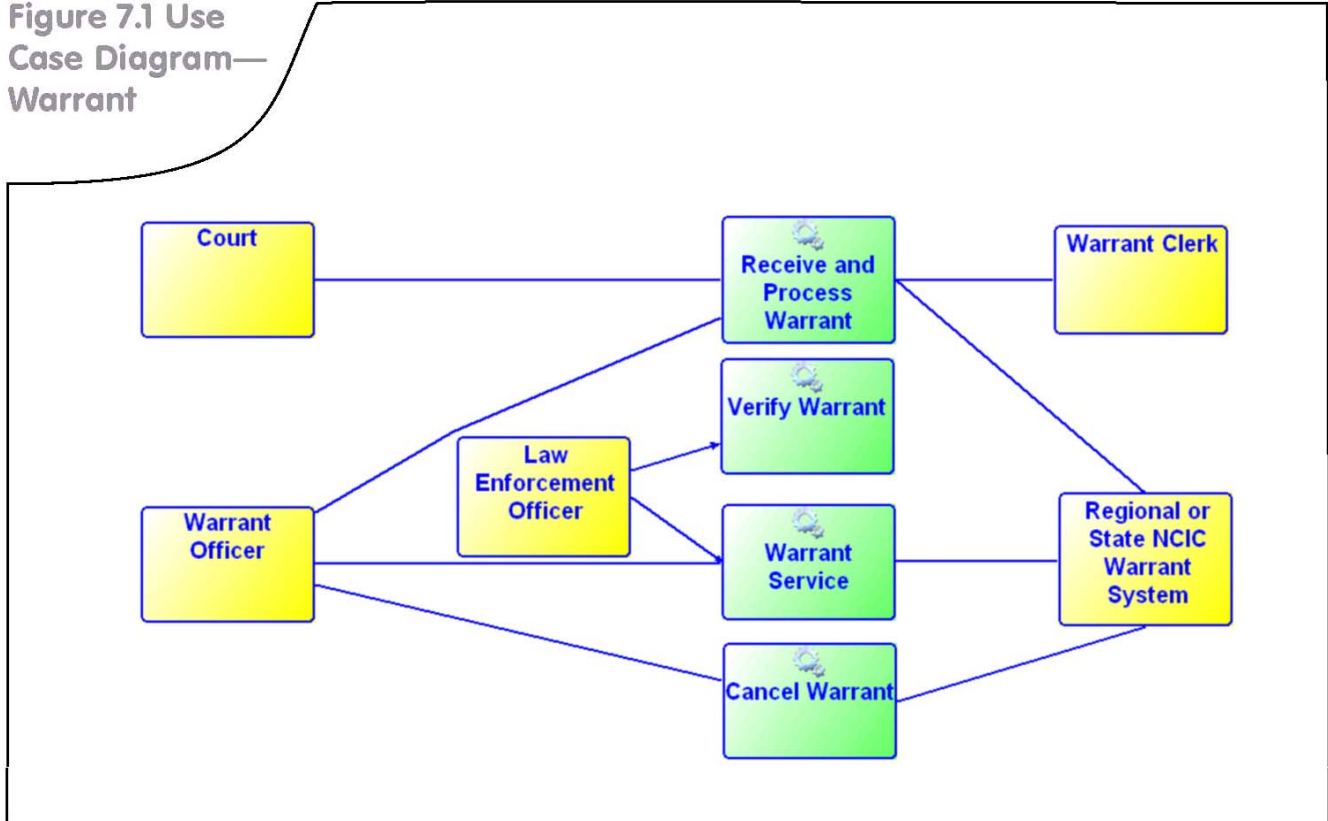 Figure 7.1 Use
Case Diagram—
Warrant
Court
Receive and
Process
Warrant
Warrant Clerk
Verify Warrant
Law
Enforcement
Officer
Warrant
Officer
Warrant
Service
Regional or
State NCIC
Warrant
System
Cancel Warrant